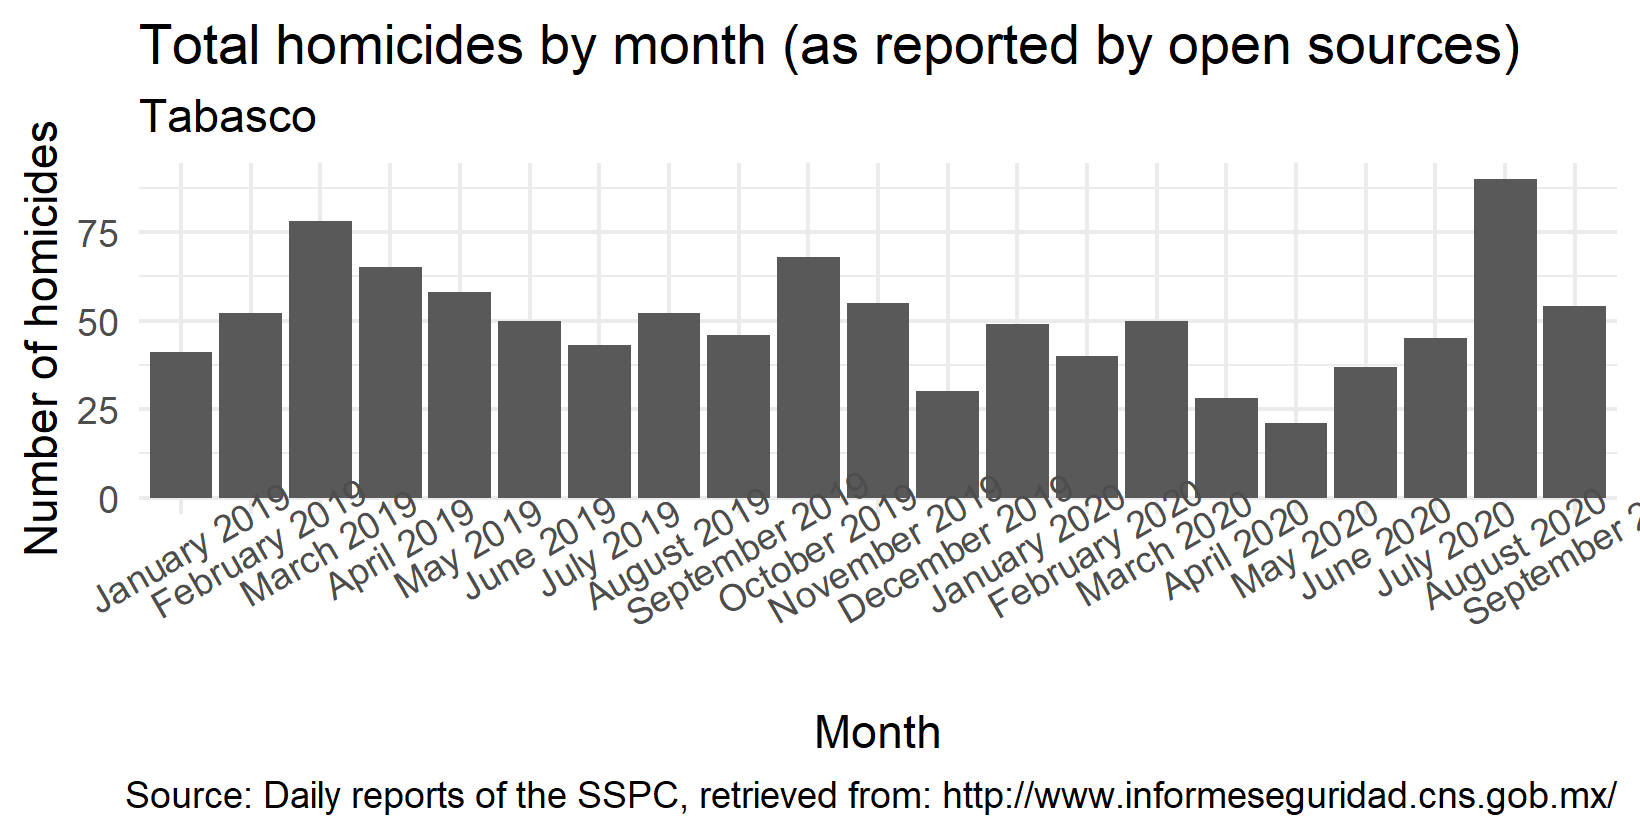 Total homicides by month (as reported by open sources)
Tabasco
Number of homicides
75
50
25
0
January 2019
February 2019
March 2019
April 2019
May 2019
June 2019
July 2019
August 2019
September 2019
October 2019
November 2019
December 2019
January 2020
February 2020
March 2020
April 2020
May 2020
June 2020
July 2020
August 2020
September 2
Month
Source: Daily reports of the SSPC, retrieved from: http://www.informeseguridad.cns.gob.mx/